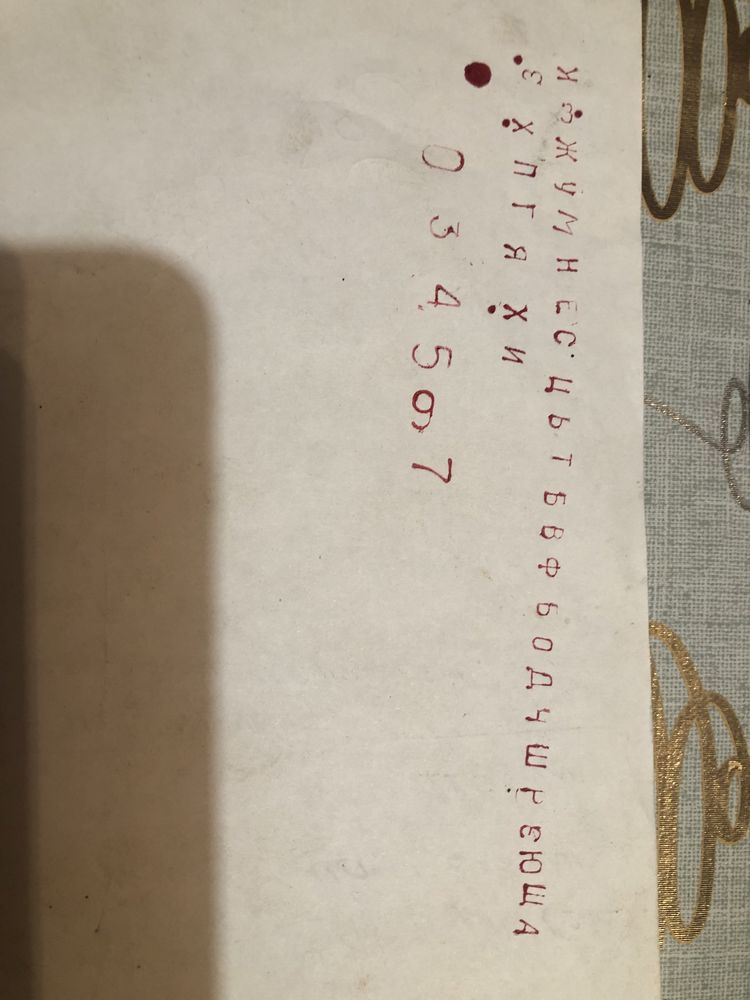 И З Ж У М Н Е С Ц Ы Т Б В Ф Ь О Д Ч Ш Р Е Ю Щ А
Є Х П Г Я Х И
0 3 4 5 6 7